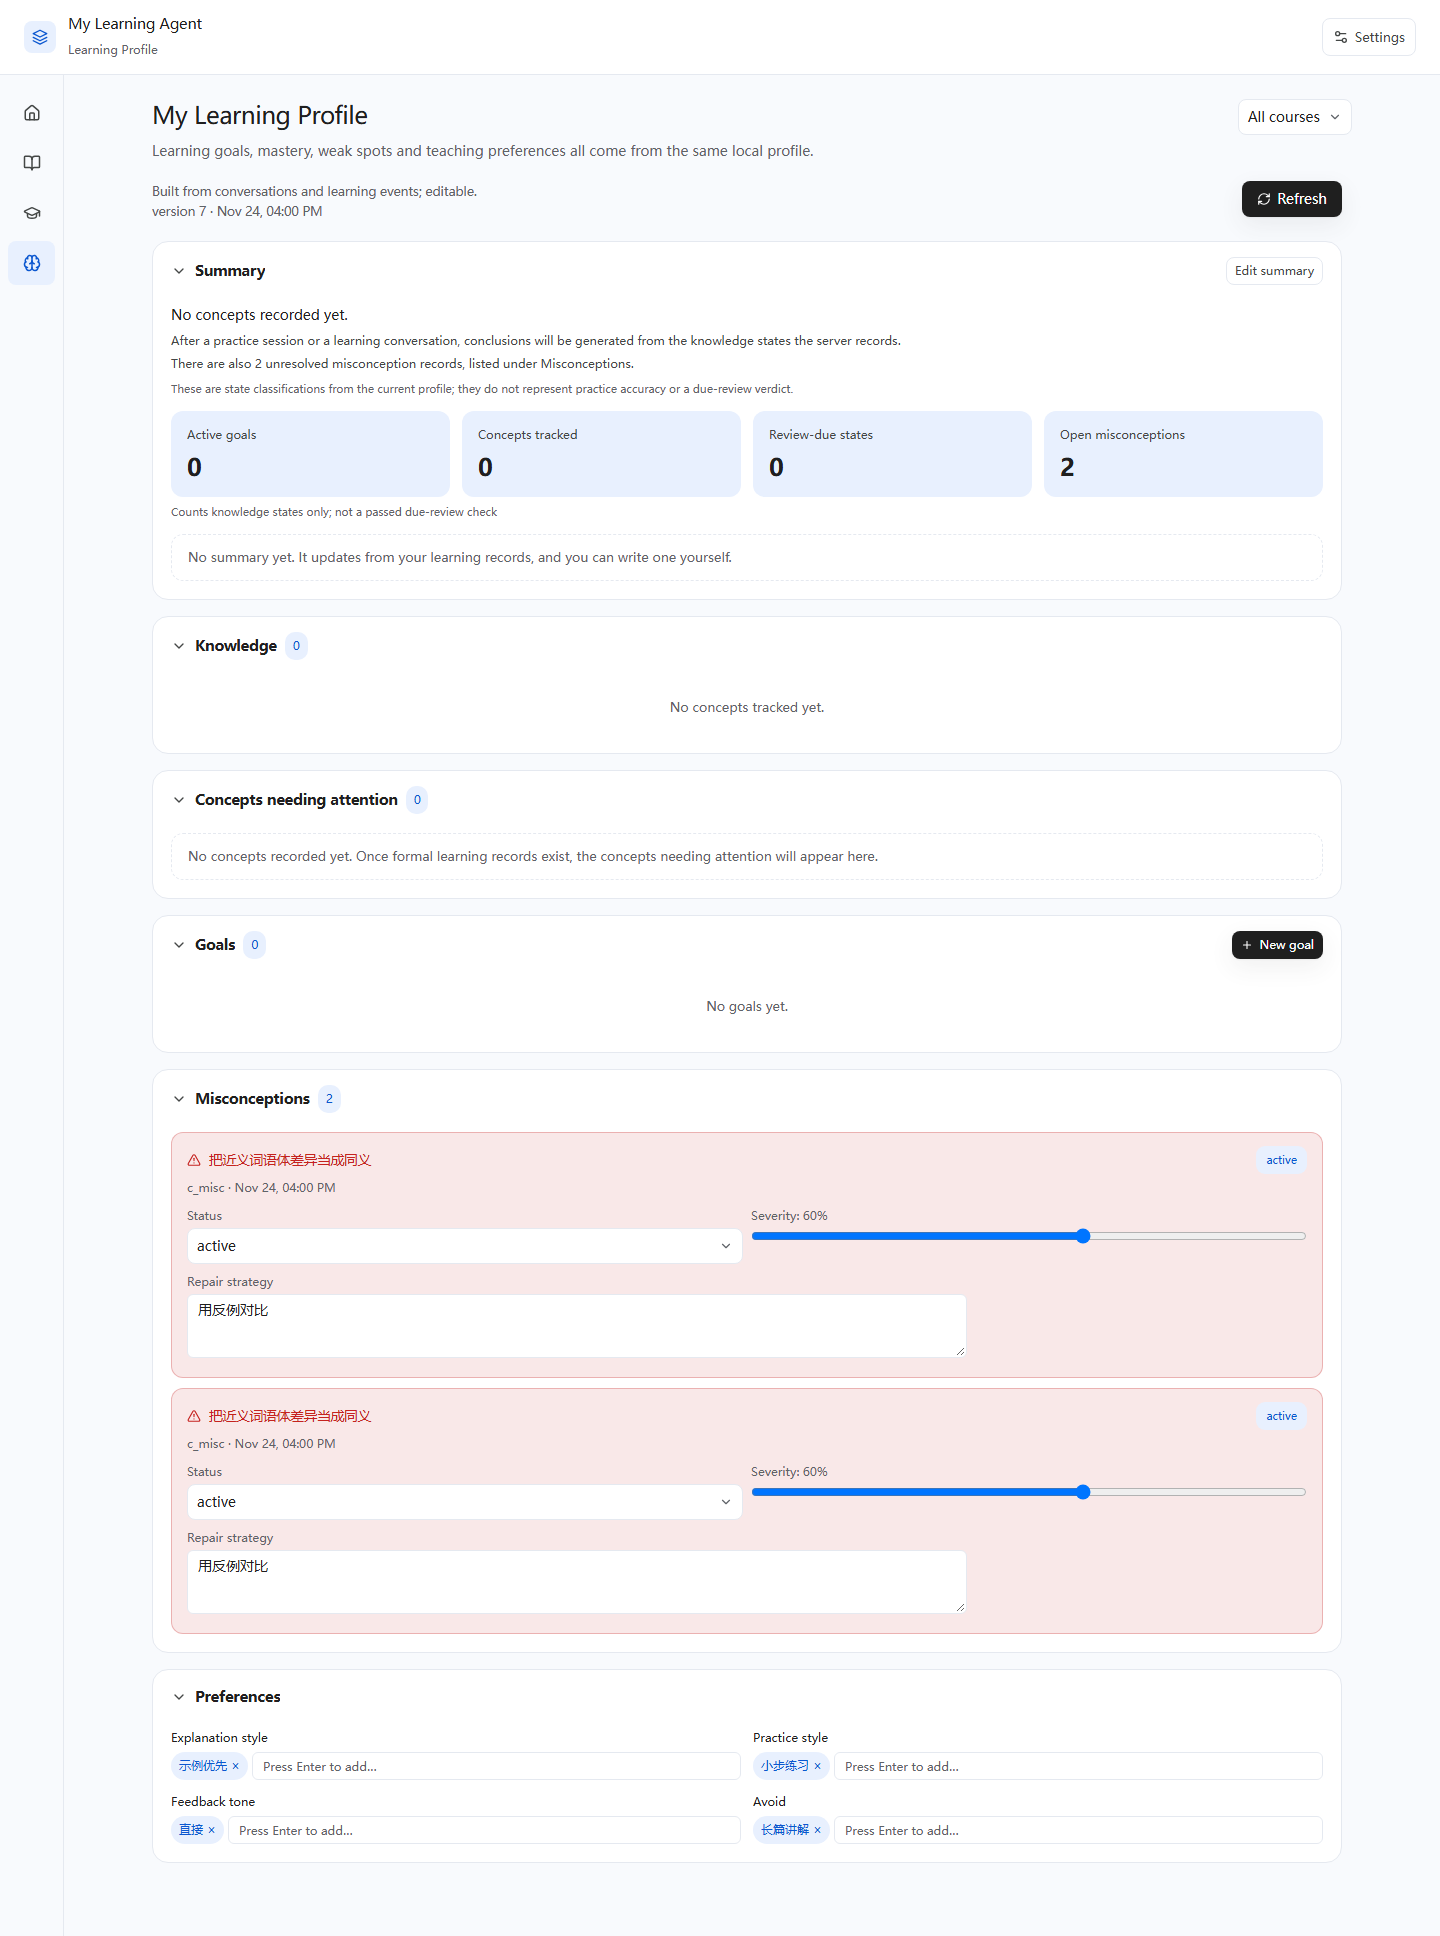 My Learning Agent
Learning Profile
Settings
My Learning Profile
All courses
Learning goals, mastery, weak spots and teaching preferences all come from the same local profile.
Built from conversations and learning events; editable.
version 7 · Nov 24, 04:00 PM
Refresh
Summary
Edit summary
No concepts recorded yet.
After a practice session or a learning conversation, conclusions will be generated from the knowledge states the server records.
There are also 2 unresolved misconception records, listed under Misconceptions.
These are state classifications from the current profile; they do not represent practice accuracy or a due-review verdict.
Active goals
0
Concepts tracked
0
Review-due states
0
Open misconceptions
2
Counts knowledge states only; not a passed due-review check
No summary yet. It updates from your learning records, and you can write one yourself.
Knowledge 0
No concepts tracked yet.
Concepts needing attention 0
No concepts recorded yet. Once formal learning records exist, the concepts needing attention will appear here.
Goals 0
+ New goal
No goals yet.
Misconceptions 2
把近义词语体差异当成同义
active
c_misc · Nov 24, 04:00 PM
Status
active
Severity: 60%
Repair strategy
用反例对比
把近义词语体差异当成同义
active
c_misc · Nov 24, 04:00 PM
Status
active
Severity: 60%
Repair strategy
用反例对比
Preferences
Explanation style
示例优先 × Press Enter to add...
Practice style
小步练习 × Press Enter to add...
Feedback tone
直接 × Press Enter to add...
Avoid
长篇讲解 × Press Enter to add...